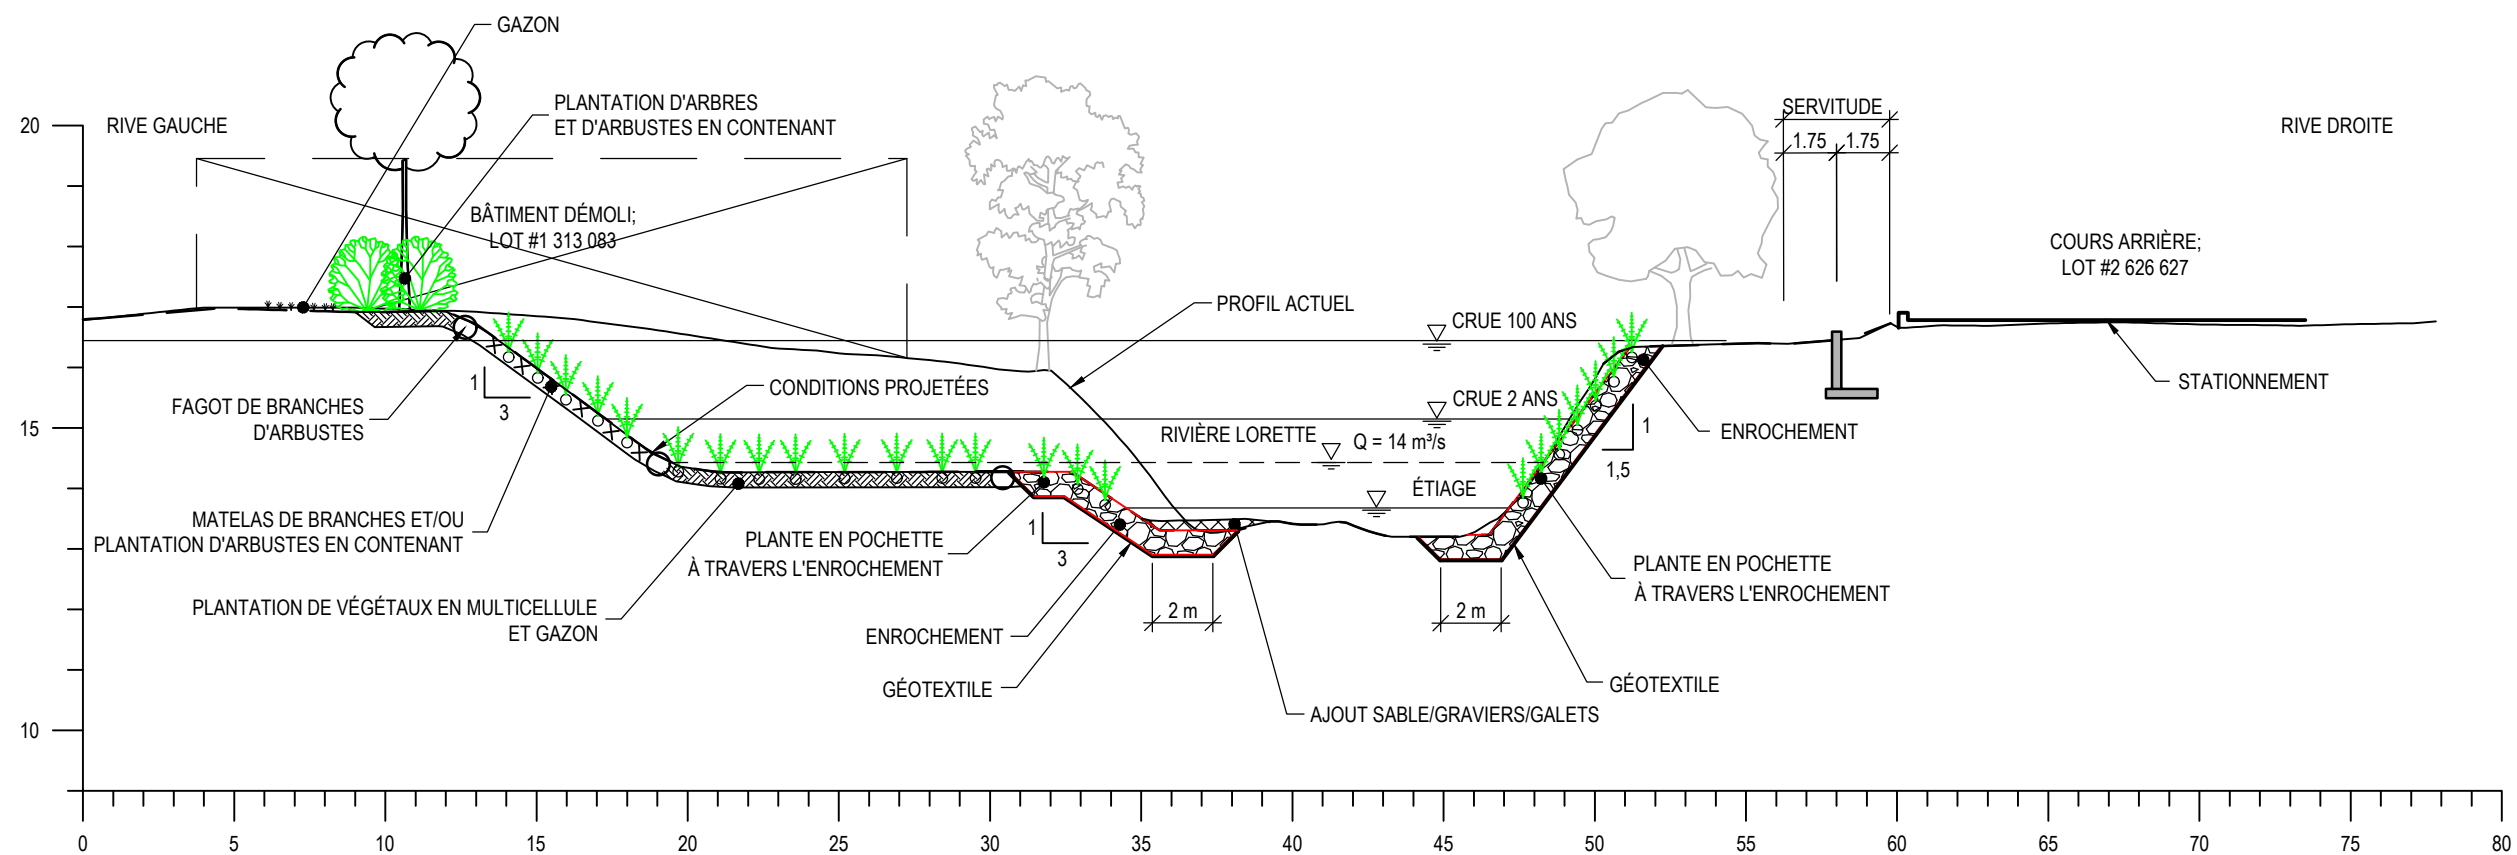 GAZON
PLANTATION D'ARBRES
ET D'ARBUSTES EN CONTENANT
SERVITUDE
20
RIVE GAUCHE
RIVE DROITE
1.75
1.75
BÂTIMENT DÉMOLI;
LOT #1 313 083
COURS ARRIÈRE;
LOT #2 626 627
PROFIL ACTUEL
CRUE 100 ANS
1
3
CONDITIONS PROJETÉES
STATIONNEMENT
FAGOT DE BRANCHES
D'ARBUSTES
CRUE 2 ANS
15
RIVIÈRE LORETTE
Q = 14 m³/s
1
1,5
ENROCHEMENT
ÉTIAGE
MATELAS DE BRANCHES ET/OU
PLANTATION D'ARBUSTES EN CONTENANT
1
3
PLANTE EN POCHETTE
À TRAVERS L'ENROCHEMENT
PLANTE EN POCHETTE
À TRAVERS L'ENROCHEMENT
PLANTATION DE VÉGÉTAUX EN MULTICELLULE
ET GAZON
2 m
2 m
ENROCHEMENT
GÉOTEXTILE
GÉOTEXTILE
AJOUT SABLE/GRAVIERS/GALETS
10
0 5 10 15 20 25 30 35 40 45 50 55 60 65 70 75 80